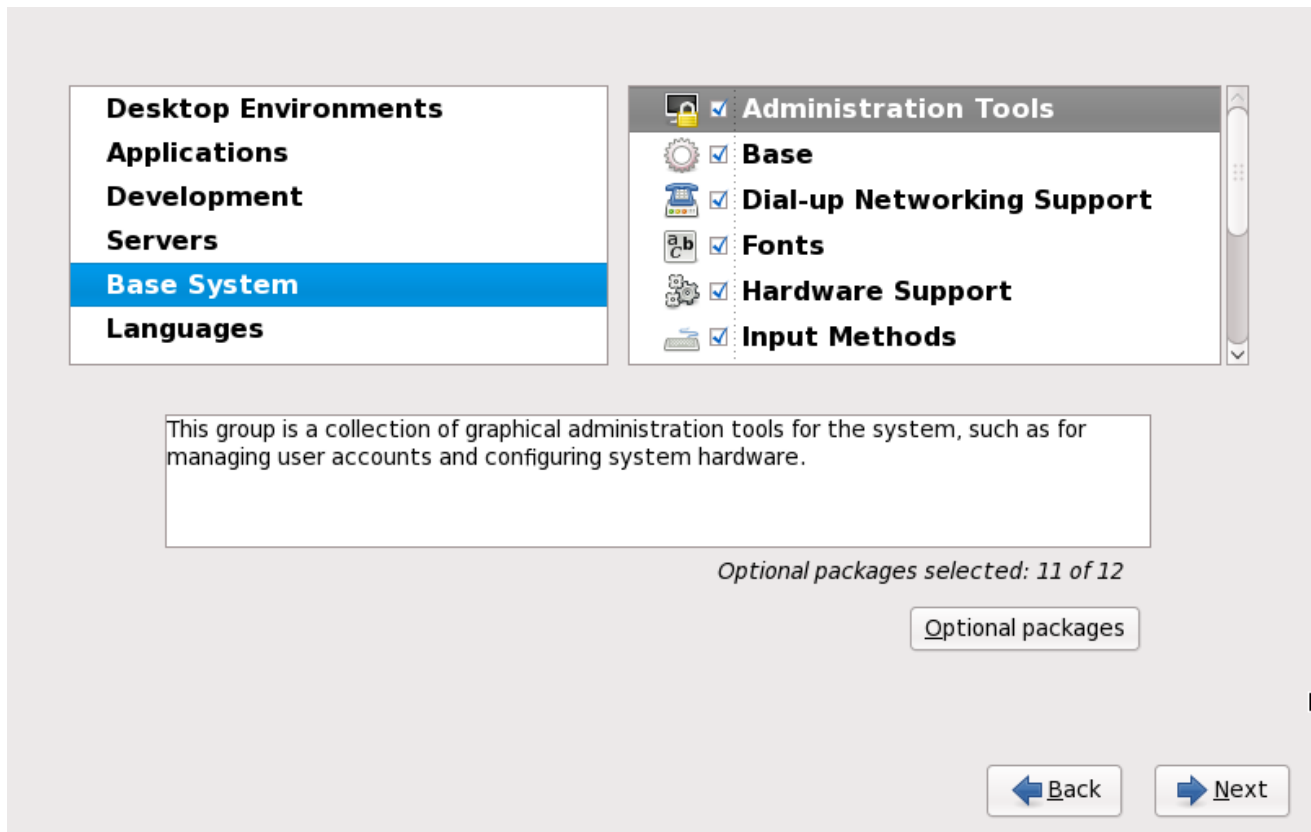 Desktop Environments
Applications
Development
Servers
Base System
Languages
Administration Tools
Base
Dial-up Networking Support
Fonts
Hardware Support
Input Methods
This group is a collection of graphical administration tools for the system, such as for
managing user accounts and configuring system hardware.
Optional packages selected: 11 of 12
Optional packages
Back
Next